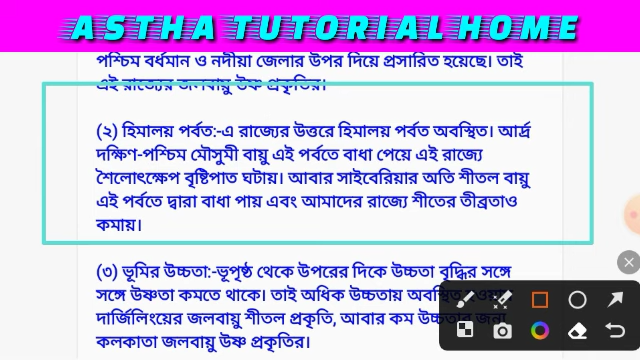 ASTHA TUTORIAL HOME
পশ্চিম বর্ধমান ও নদীয়া জেলার উপর দিয়ে প্রসারিত হয়েছে। তাই
এই রাজ্যের জলবায়ু উষ্ণ প্রকৃতির।
(২) হিমালয় পর্বত:-এ রাজ্যের উত্তরে হিমালয় পর্বত অবস্থিত। আর্দ্র
দক্ষিণ-পশ্চিম মৌসুমী বায়ু এই পর্বতে বাধা পেয়ে এই রাজ্যে
শৈলোৎক্ষেপ বৃষ্টিপাত ঘটায়। আবার সাইবেরিয়ার অতি শীতল বায়ু
এই পর্বতে দ্বারা বাধা পায় এবং আমাদের রাজ্যে শীতের তীব্রতাও
কমায়।
(৩) ভূমির উচ্চতা:-ভূপৃষ্ঠ থেকে উপরের দিকে উচ্চতা বৃদ্ধির সঙ্গে
সঙ্গে উষ্ণতা কমতে থাকে। তাই অধিক উচ্চতায় অবস্থিত হওয়ায়
দার্জিলিংয়ের জলবায়ু শীতল প্রকৃতি, আবার কম উচ্চতার জন্য
কলকাতা জলবায়ু উষ্ণ প্রকৃতির।